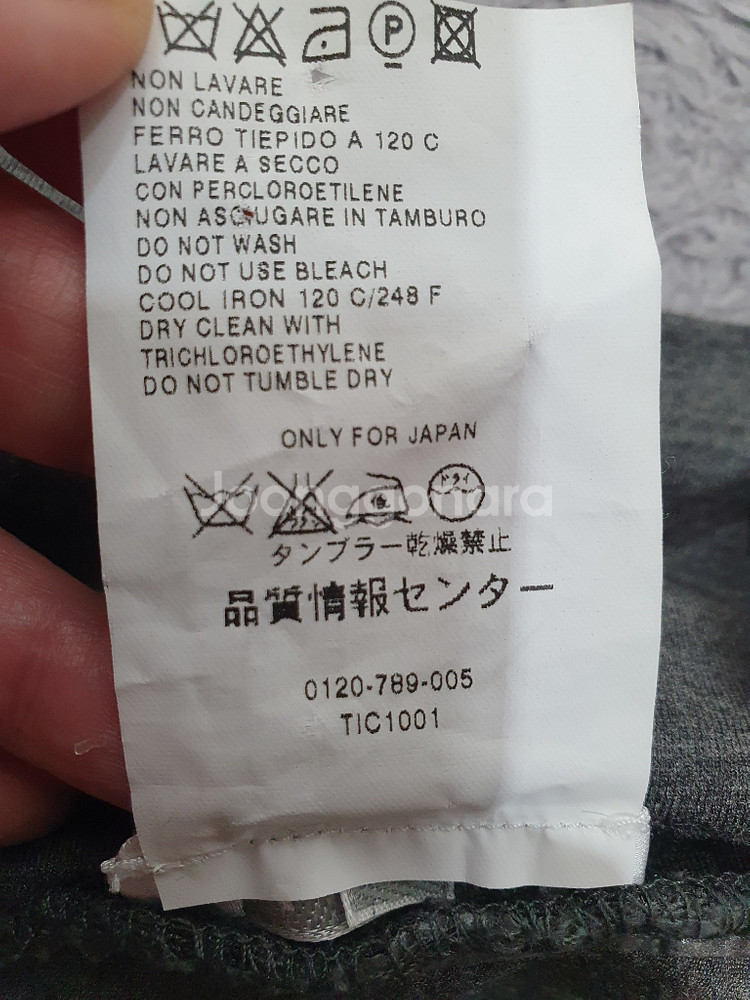 P
NON LAVARE
NON CANDEGGIARE
FERRO TIEPIDO A 120 C
LAVARE A SECCO
CON PERCLOROETILENE
NON ASCIUGARE IN TAMBURO
DO NOT WASH
DO NOT USE BLEACH
COOL IRON 120 C/248 F
DRY CLEAN WITH
TRICHLOROETHYLENE
DO NOT TUMBLE DRY
ONLY FOR JAPAN
Joonggonara
ドライ
タンブラー乾燥禁止
品質情報センター
0120-789-005
TIC1001